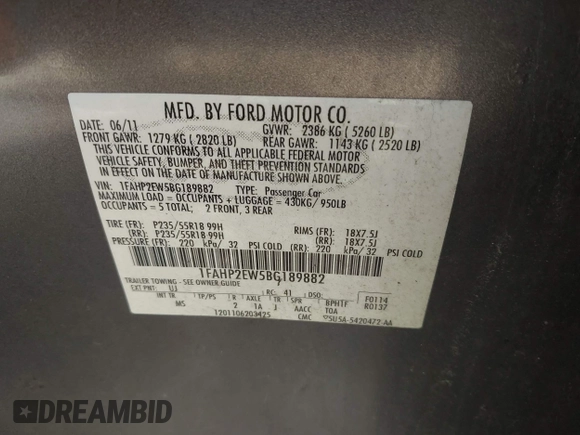 MFD. BY FORD MOTOR CO.
DATE: 06/11 GVWR: 2386 KG ( 5260 LB)
FRONT GAWR: 1279 KG ( 2820 LB) REAR GAWR: 1143 KG ( 2520 LB)
THIS VEHICLE CONFORMS TO ALL APPLICABLE FEDERAL MOTOR
VEHICLE SAFETY, BUMPER, AND THEFT PREVENTION STANDARDS
IN EFFECT ON THE DATE OF MANUFACTURE SHOWN ABOVE.
VIN: 1FAHP2EW5BG189882 TYPE: Passenger Car
MAXIMUM LOAD = OCCUPANTS + LUGGAGE = 430KG/ 950LB
OCCUPANTS = 5 TOTAL; 2 FRONT, 3 REAR
TIRE (FR): P235/55R18 99H RIMS (FR): 18X7.5J
(RR): P235/55R18 99H (RR): 18X7.5J
PRESSURE (FR): 220 kPa/ 32 PSI COLD (RR): 220 kPa/ 32 PSI COLD
1FAHP2EW5BG189882
TRAILER TOWING - SEE OWNER GUIDE
EXT PNT: UJ RC: 41 DSO: F0114
INT TR TP/PS R AXLE TR SPR BPHTF R0137
MS 2 1A J AACC TOA
1201106203425 CMC 5U5A-5420472-AA
DREAMBID